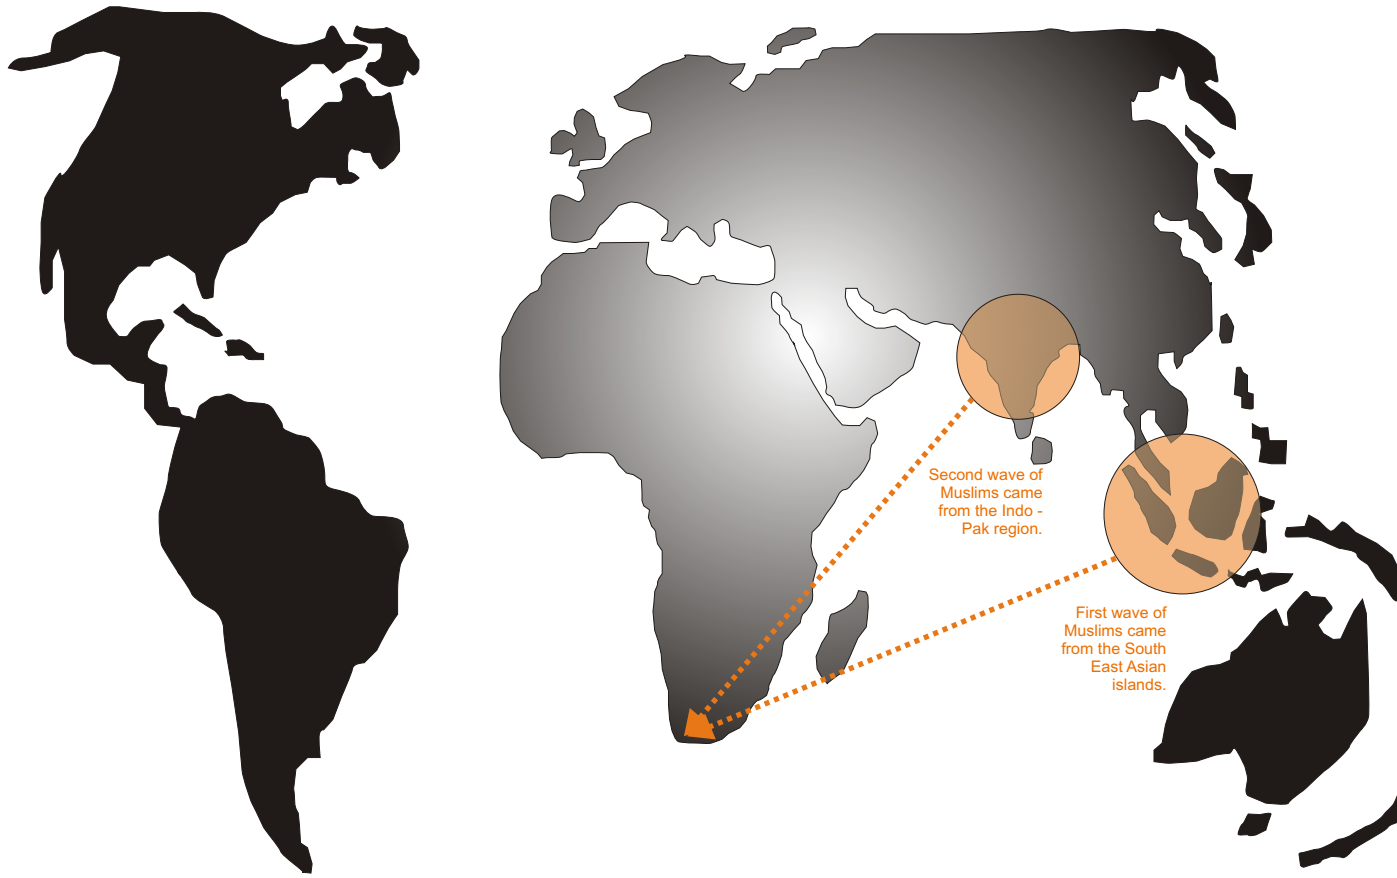 Second wave of
Muslims came
from the Indo -
Pak region.
First wave of
Muslims came
from the South
East Asian
islands.